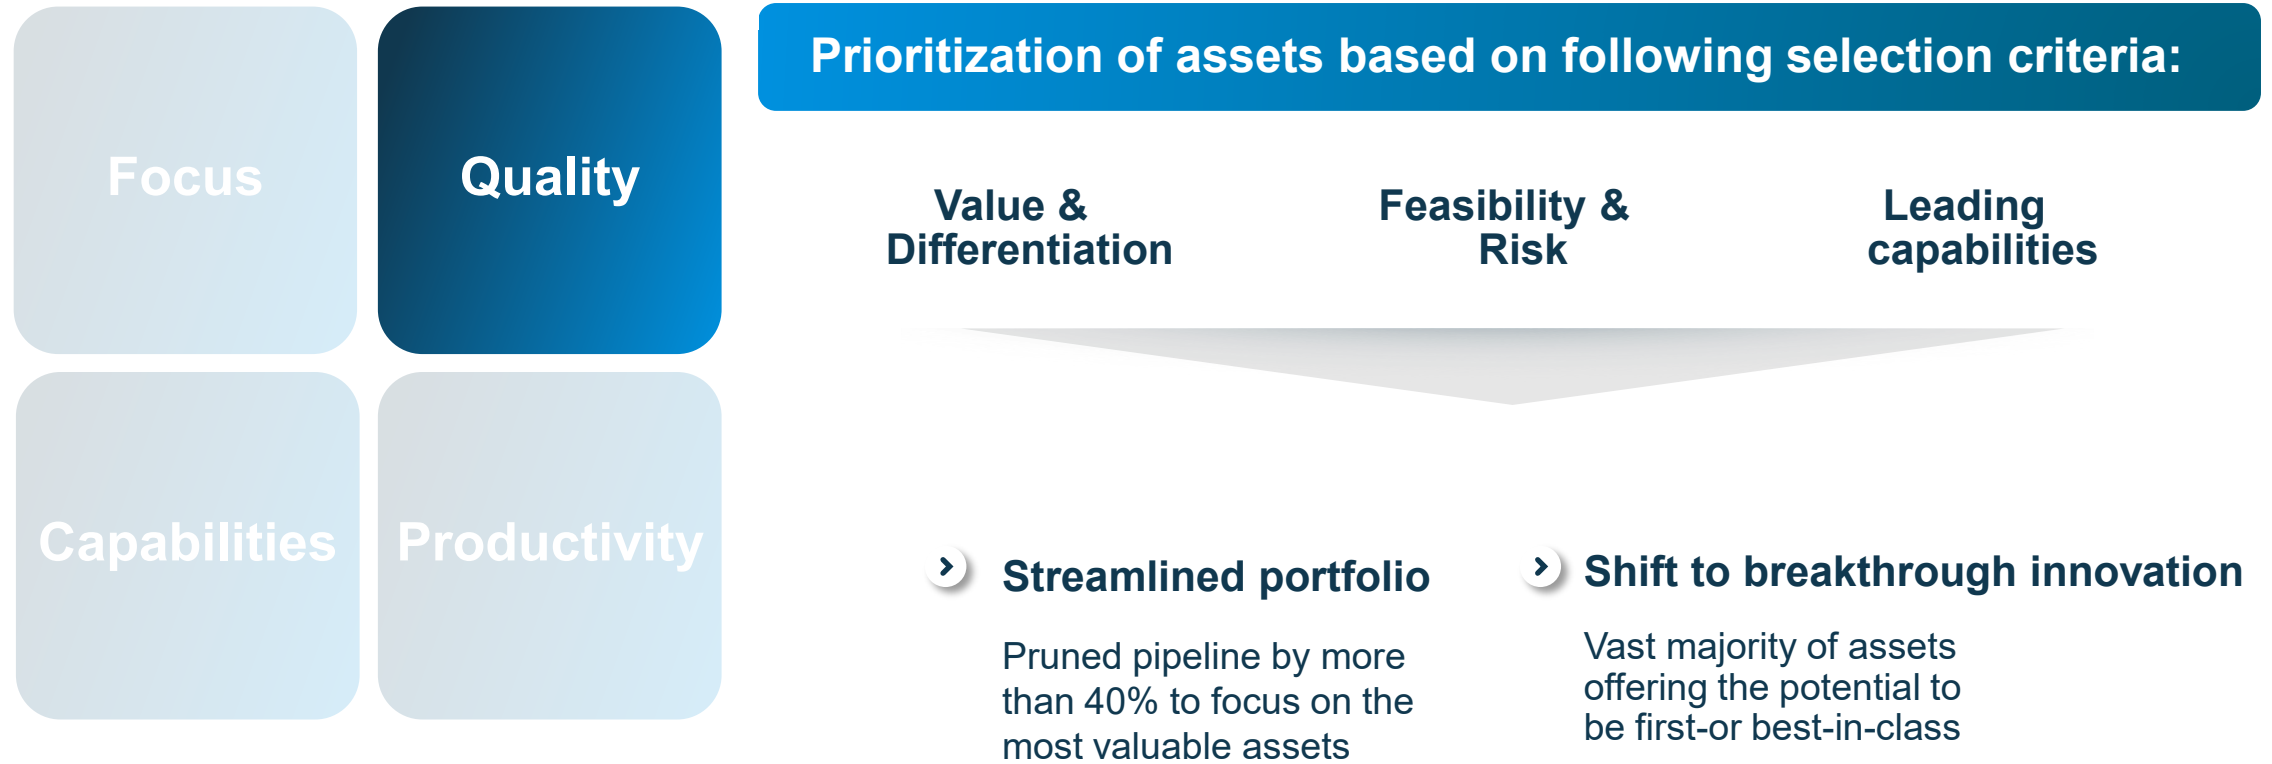 Focus
Quality
Capabilities
Productivity
Prioritization of assets based on following selection criteria:
Value &
Differentiation
Feasibility &
Risk
Leading
capabilities
Streamlined portfolio
Pruned pipeline by more
than 40% to focus on the
most valuable assets
Shift to breakthrough innovation
Vast majority of assets
offering the potential to
be first-or best-in-class